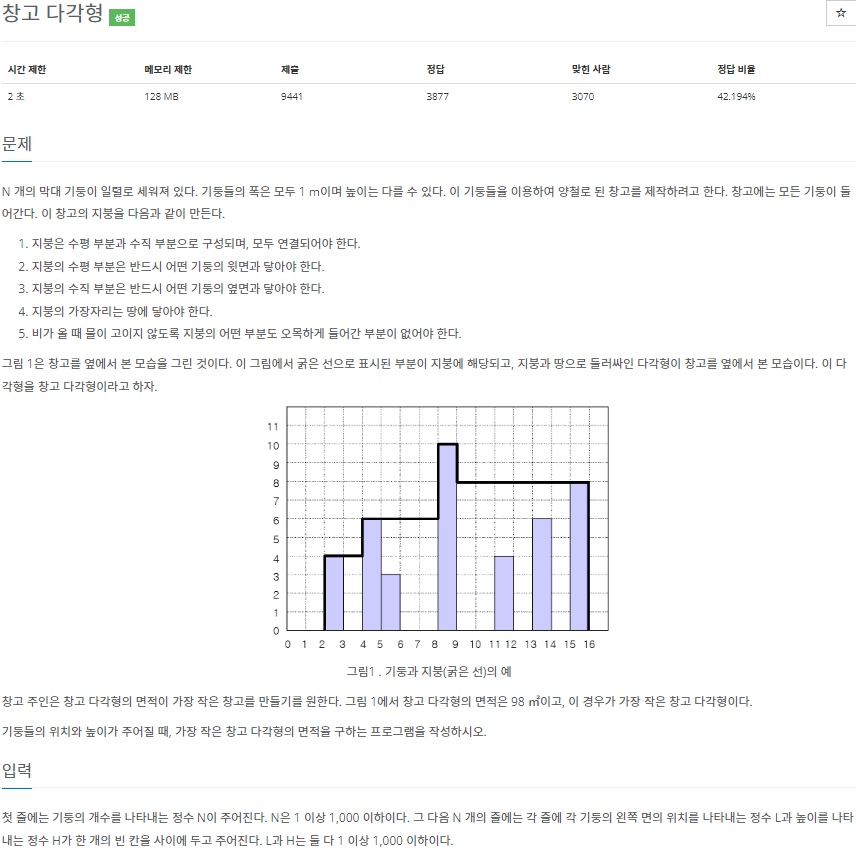 창고 다각형 성공
☆
시간 제한 메모리 제한 제출 정답 맞힌 사람 정답 비율
2 초 128 MB 9441 3877 3070 42.194%
문제
N 개의 막대 기둥이 일렬로 세워져 있다. 기둥들의 폭은 모두 1 m이며 높이는 다를 수 있다. 이 기둥들을 이용하여 양철로 된 창고를 제작하려고 한다. 창고에는 모든 기둥이 들
어간다. 이 창고의 지붕을 다음과 같이 만든다.
1. 지붕은 수평 부분과 수직 부분으로 구성되며, 모두 연결되어야 한다.
2. 지붕의 수평 부분은 반드시 어떤 기둥의 윗면과 닿아야 한다.
3. 지붕의 수직 부분은 반드시 어떤 기둥의 옆면과 닿아야 한다.
4. 지붕의 가장자리는 땅에 닿아야 한다.
5. 비가 올 때 물이 고이지 않도록 지붕의 어떤 부분도 오목하게 들어간 부분이 없어야 한다.
그림 1은 창고를 옆에서 본 모습을 그린 것이다. 이 그림에서 굵은 선으로 표시된 부분이 지붕에 해당되고, 지붕과 땅으로 둘러싸인 다각형이 창고를 옆에서 본 모습이다. 이 다
각형을 창고 다각형이라고 하자.
11
10
9
8
7
6
5
4
3
2
1
0
0 1 2 3 4 5 6 7 8 9 10 11 12 13 14 15 16
그림1 . 기둥과 지붕(굵은 선)의 예
창고 주인은 창고 다각형의 면적이 가장 작은 창고를 만들기를 원한다. 그림 1에서 창고 다각형의 면적은 98 ㎡이고, 이 경우가 가장 작은 창고 다각형이다.
기둥들의 위치와 높이가 주어질 때, 가장 작은 창고 다각형의 면적을 구하는 프로그램을 작성하시오.
입력
첫 줄에는 기둥의 개수를 나타내는 정수 N이 주어진다. N은 1 이상 1,000 이하이다. 그 다음 N 개의 줄에는 각 줄에 각 기둥의 왼쪽 면의 위치를 나타내는 정수 L과 높이를 나타
내는 정수 H가 한 개의 빈 칸을 사이에 두고 주어진다. L과 H는 둘 다 1 이상 1,000 이하이다.